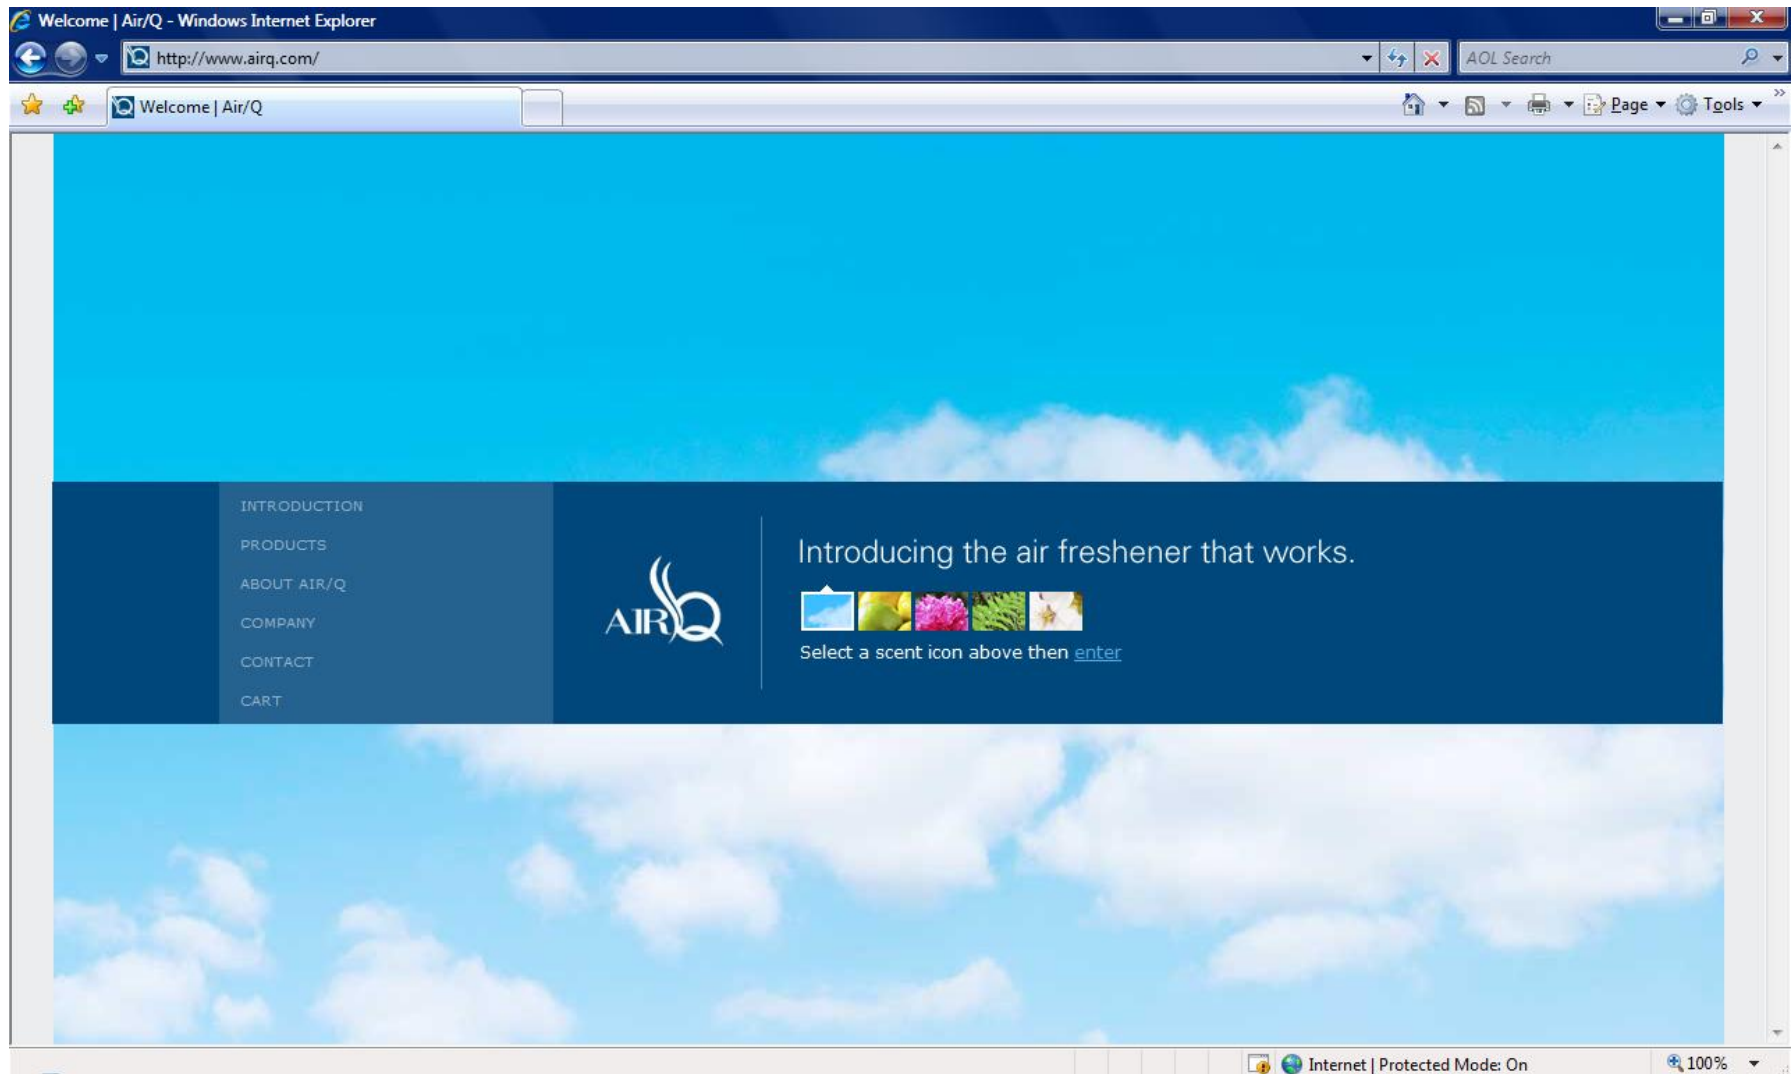 Welcome | Air/Q - Windows Internet Explorer
http://www.airq.com/
AOL Search
Welcome | Air/Q
Page
Tools
INTRODUCTION
PRODUCTS
ABOUT AIR/Q
COMPANY
CONTACT
CART
AIR Q
Introducing the air freshener that works.
Select a scent icon above then enter
Internet | Protected Mode: On
100%